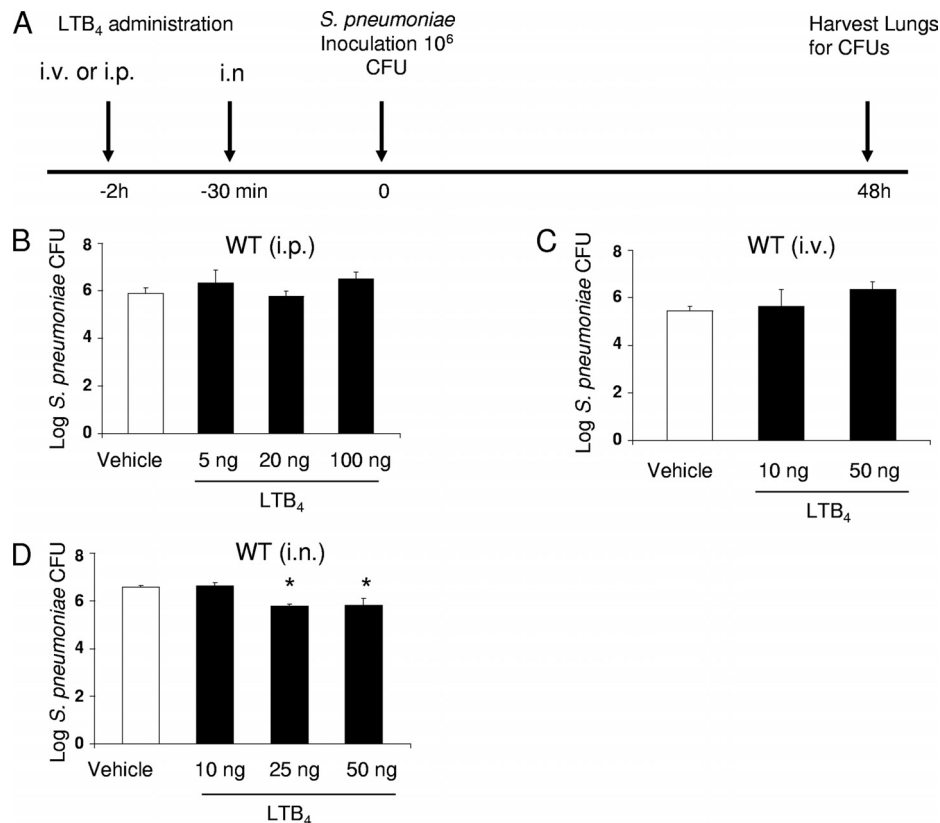 A
LTB₄ administration
i.v. or i.p.
i.n
S. pneumoniae
Inoculation 10⁶
CFU
Harvest Lungs
for CFUs
-2h
-30 min
0
48h
B
WT (i.p.)
Log S. pneumoniae CFU
8
6
4
2
0
Vehicle
5 ng
20 ng
100 ng
LTB₄
C
WT (i.v.)
Log S. pneumoniae CFU
8
6
4
2
0
Vehicle
10 ng
50 ng
LTB₄
D
WT (i.n.)
Log S. pneumoniae CFU
8
6
4
2
0
*
*
Vehicle
10 ng
25 ng
50 ng
LTB₄